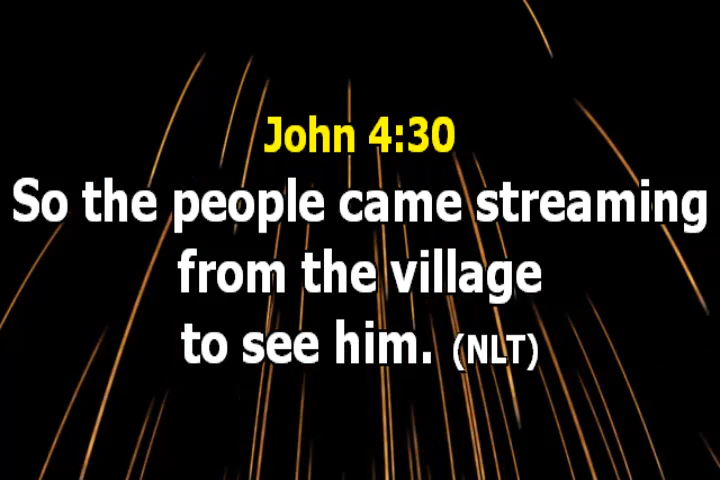 John 4:30
So the people came streaming
from the village
to see him. (NLT)